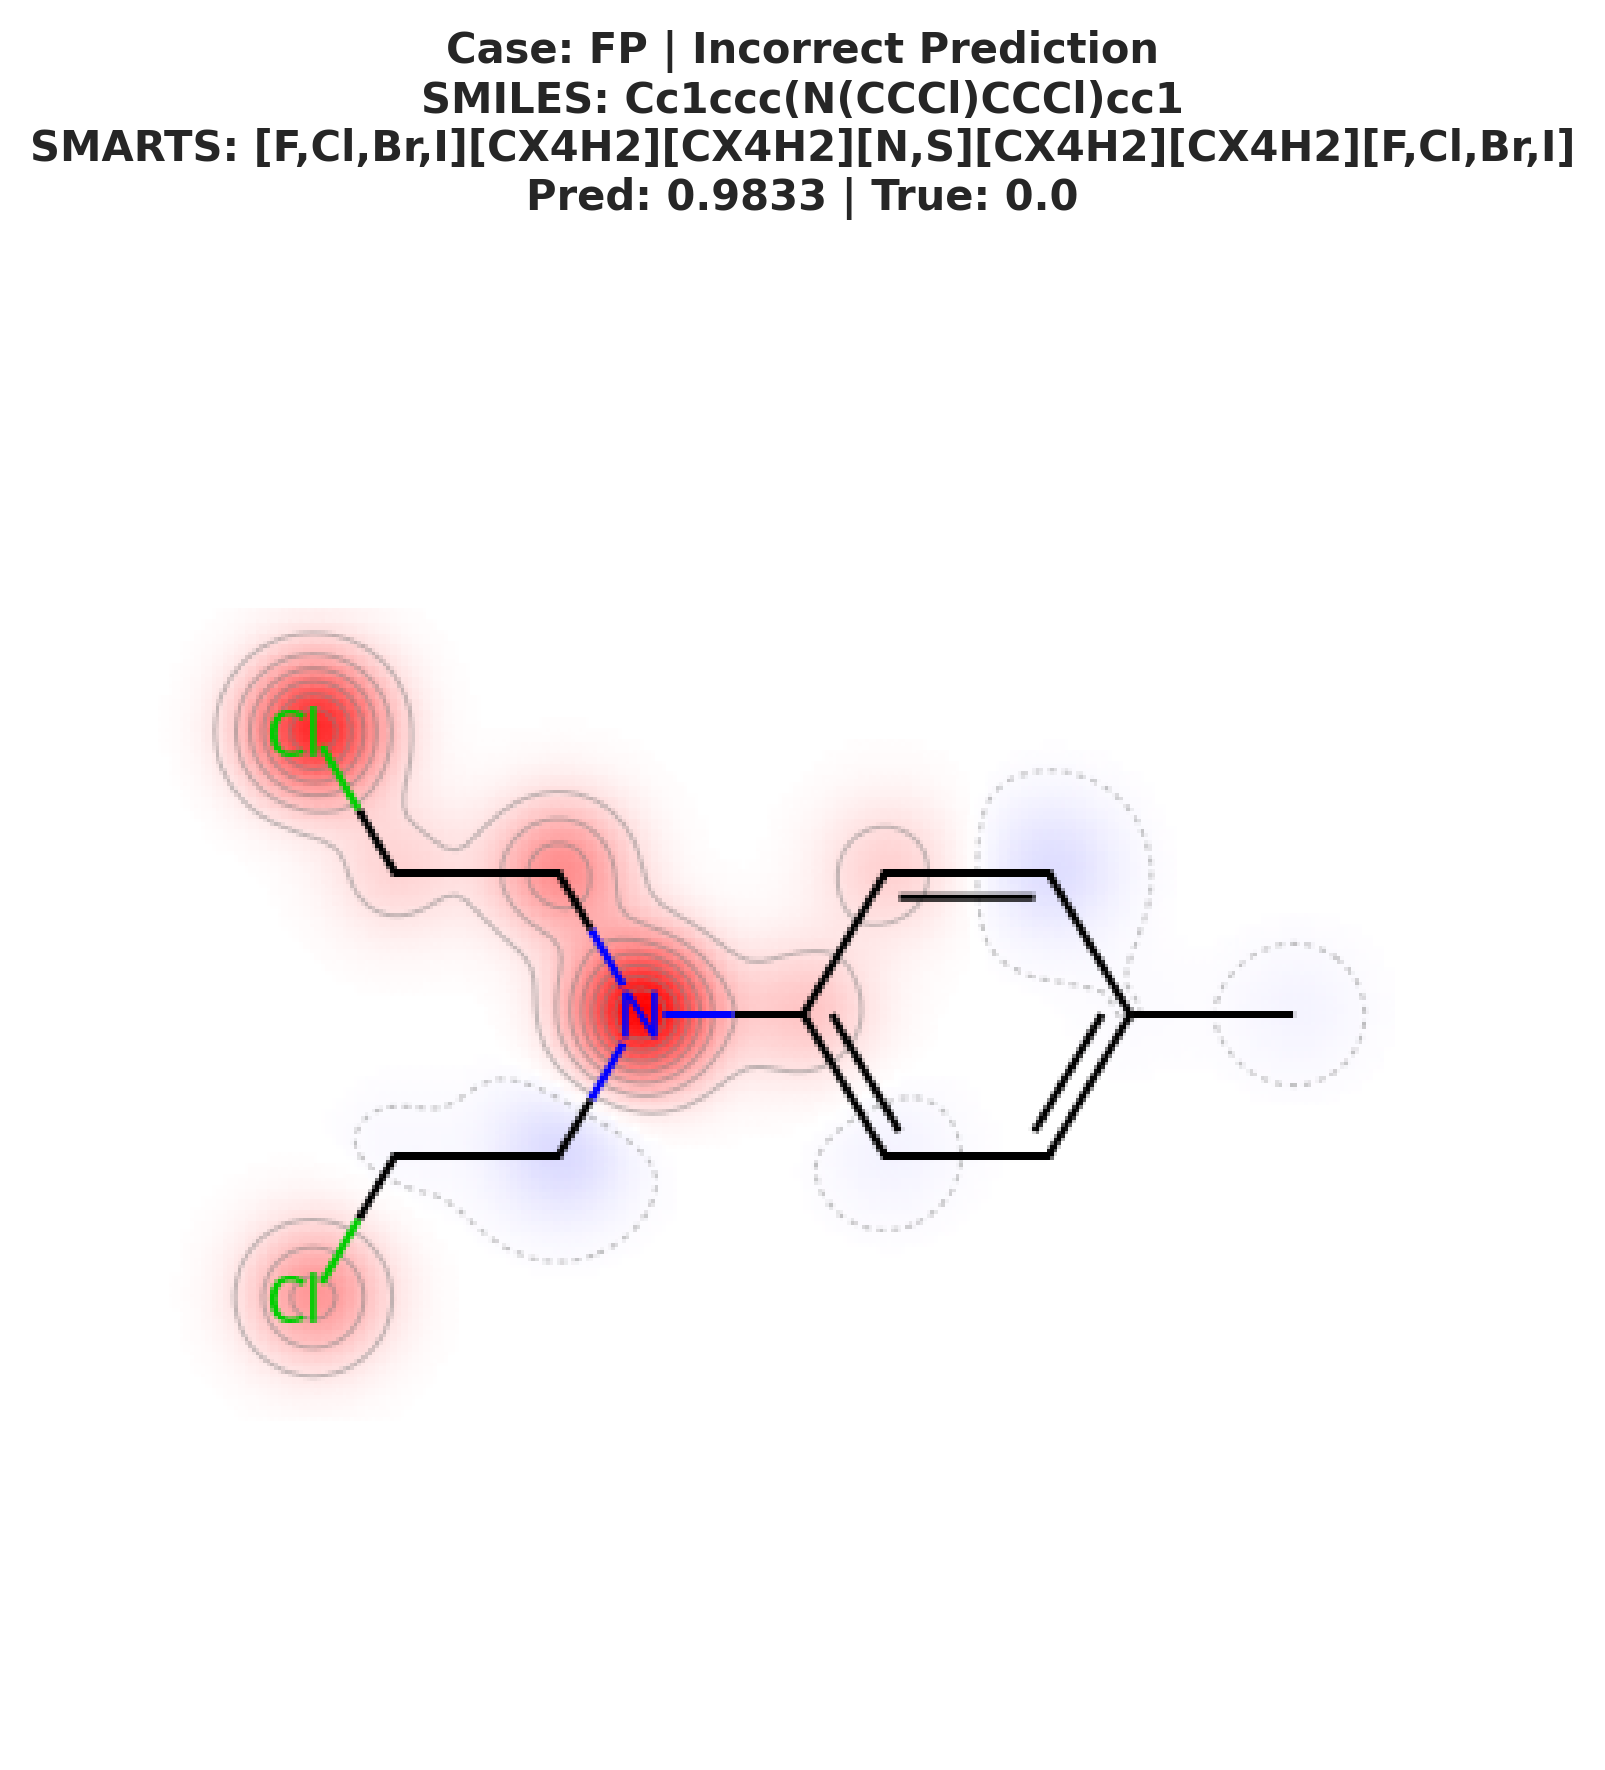 Case: FP | Incorrect Prediction
SMILES: Cc1ccc(N(CCCl)CCCl)cc1
SMARTS: [F,Cl,Br,I][CX4H2][CX4H2][N,S][CX4H2][CX4H2][F,Cl,Br,I]
Pred: 0.9833 | True: 0.0
Cl
N
Cl